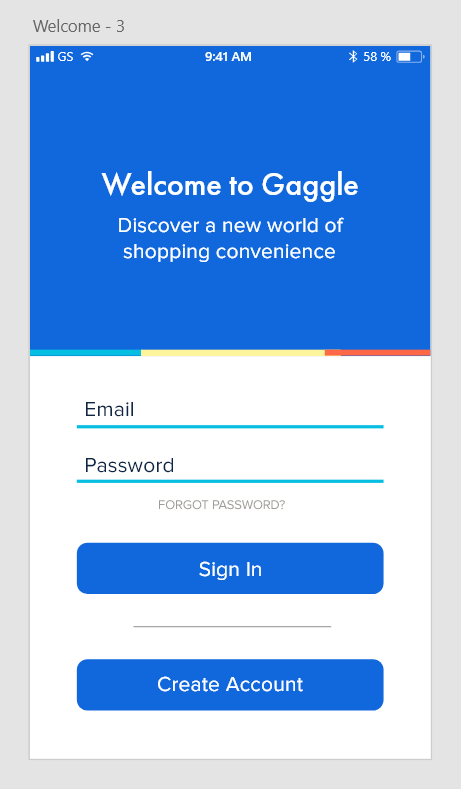 Welcome - 3
GS 9:41 AM 58 %
Welcome to Gaggle
Discover a new world of
shopping convenience
Email
Password
FORGOT PASSWORD?
Sign In
Create Account